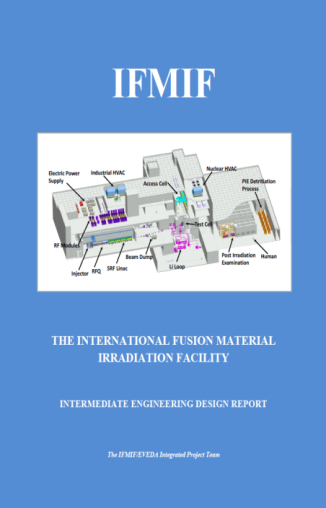 IFMIF
Electric Power
Supply
Industrial HVAC
Access Cell
Nuclear HVAC
PIE Detritiation
Process
RF Modules
Test Cell
Injector
RFQ
SRF Linac
Beam Dump
Li Loop
Post Irradiation
Examination
Human
THE INTERNATIONAL FUSION MATERIAL
IRRADIATION FACILITY
INTERMEDIATE ENGINEERING DESIGN REPORT
The IFMIF/EVEDA Integrated Project Team